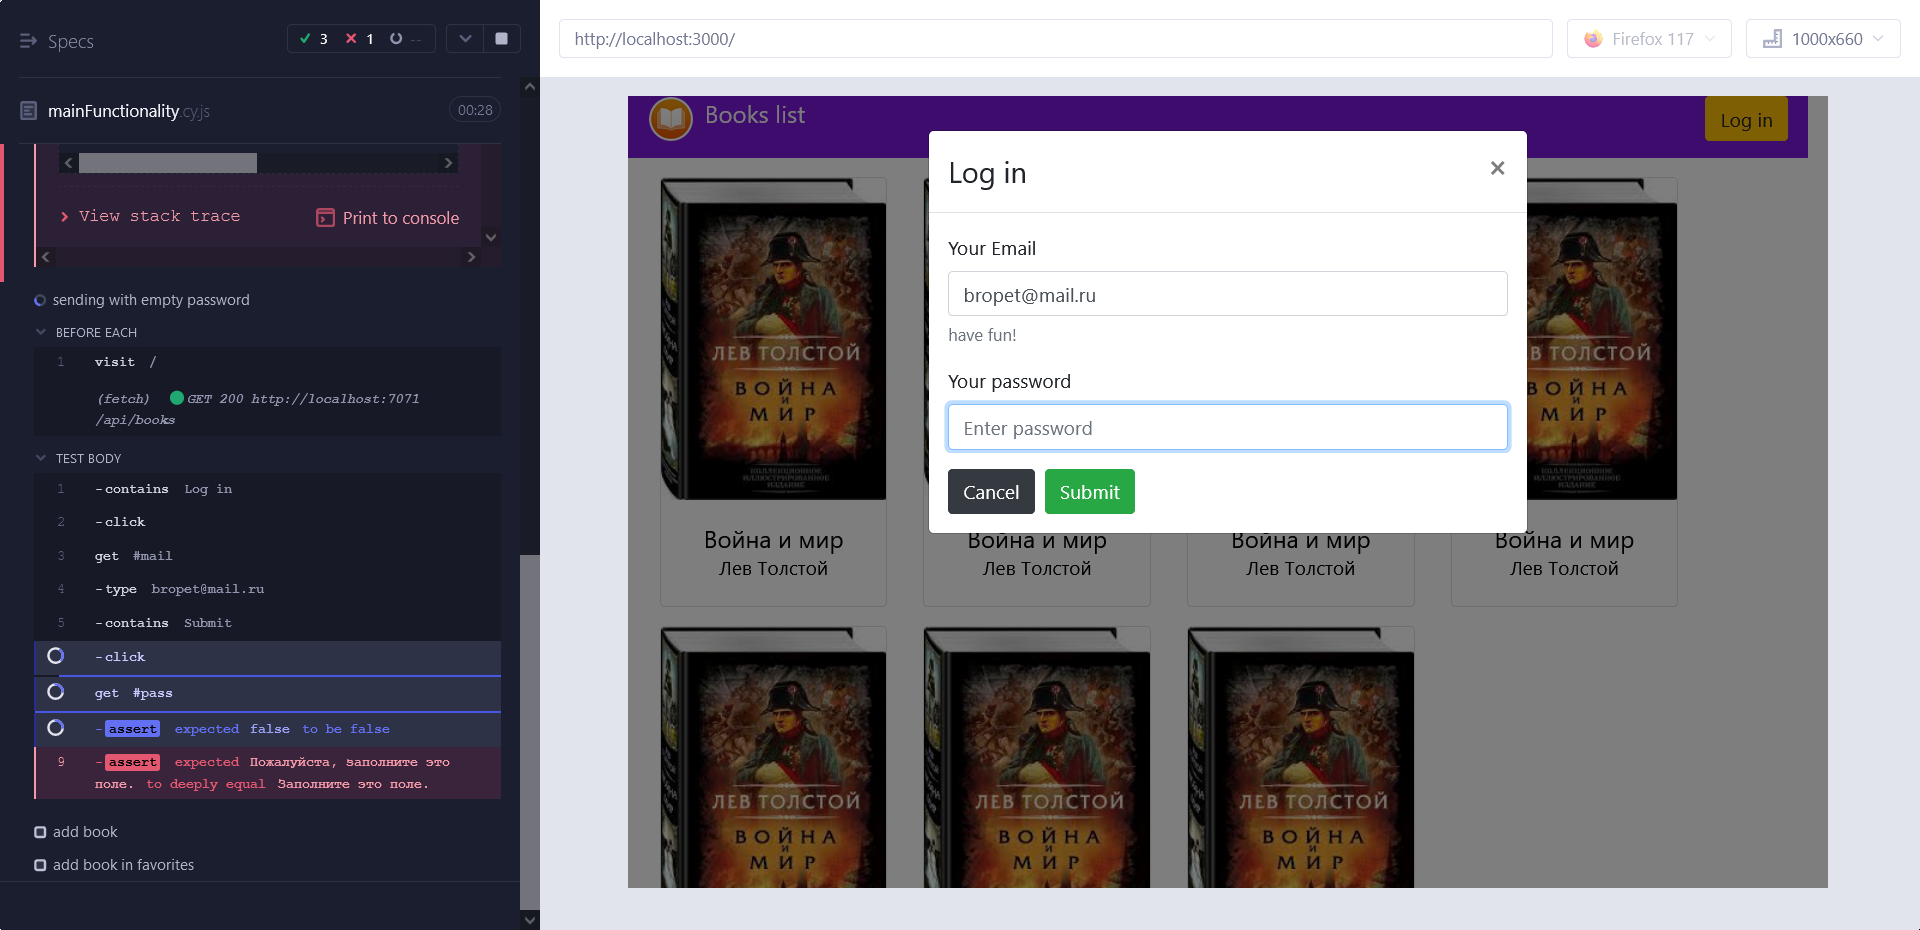 Specs
3
1
--
mainFunctionality.cy.js
00:28
View stack trace
Print to console
sending with empty password
BEFORE EACH
1 visit /
(fetch) GET 200 http://localhost:7071
/api/books
TEST BODY
1 -contains Log in
2 -click
3 get #mail
4 -type bropet@mail.ru
5 -contains Submit
-click
get #pass
-assert expected false to be false
9 -assert expected Пожалуйста, заполните это
поле. to deeply equal Заполните это поле.
add book
add book in favorites
http://localhost:3000/
Firefox 117
1000x660
Books list
Log in
Log in
×
Your Email
bropet@mail.ru
have fun!
Your password
Enter password
Cancel
Submit
ЛЕВ ТОЛСТОЙ
ВОЙНА
И
МИР
КОЛЛЕКЦИОННОЕ
ИЛЛЮСТРИРОВАННОЕ
ИЗДАНИЕ
Война и мир
Лев Толстой
Война и мир
Лев Толстой
Война и мир
Лев Толстой
ТОЛСТОЙ
ВОЙНА
И
МИР
Война и мир
Лев Толстой
ЛЕВ ТОЛСТОЙ
ВОЙНА
И
МИР
ЛЕВ ТОЛСТОЙ
ВОЙНА
И
МИР
ЛЕВ ТОЛСТОЙ
ВОЙНА
И
МИР